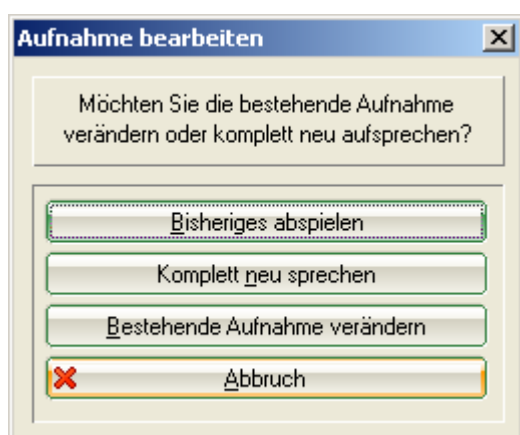 Aufnahme bearbeiten
Möchten Sie die bestehende Aufnahme
verändern oder komplett neu aufsprechen?
Bisheriges abspielen
Komplett neu sprechen
Bestehende Aufnahme verändern
Abbruch